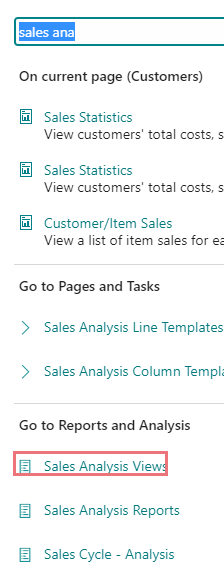 sales ana
On current page (Customers)
Sales Statistics
View customers' total costs, s
Sales Statistics
View customers' total costs, s
Customer/Item Sales
View a list of item sales for ea
Go to Pages and Tasks
Sales Analysis Line Templates
Sales Analysis Column Templa
Go to Reports and Analysis
Sales Analysis Views
Sales Analysis Reports
Sales Cycle - Analysis